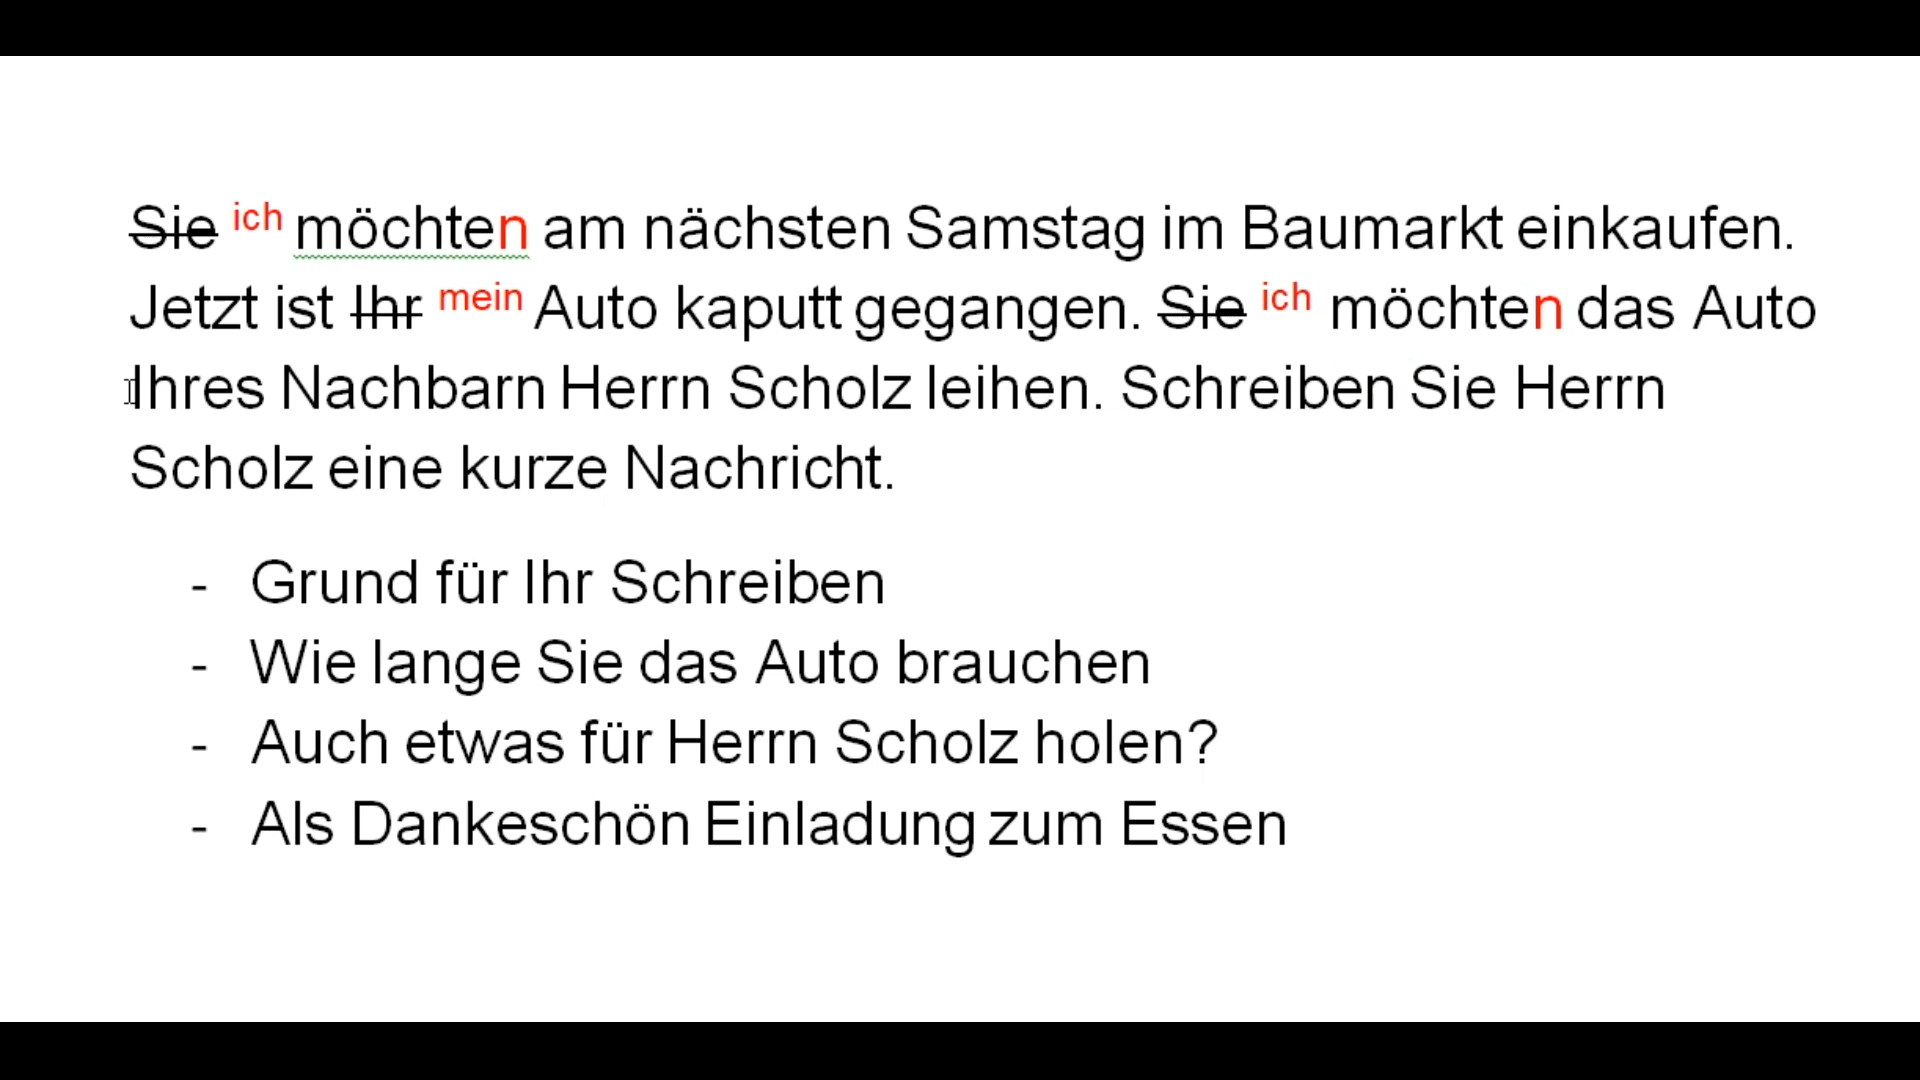 Sie ich möchten am nächsten Samstag im Baumarkt einkaufen.
Jetzt ist Ihr mein Auto kaputt gegangen. Sie ich möchten das Auto
Ihres Nachbarn Herrn Scholz leihen. Schreiben Sie Herrn
Scholz eine kurze Nachricht.
- Grund für Ihr Schreiben
- Wie lange Sie das Auto brauchen
- Auch etwas für Herrn Scholz holen?
- Als Dankeschön Einladung zum Essen